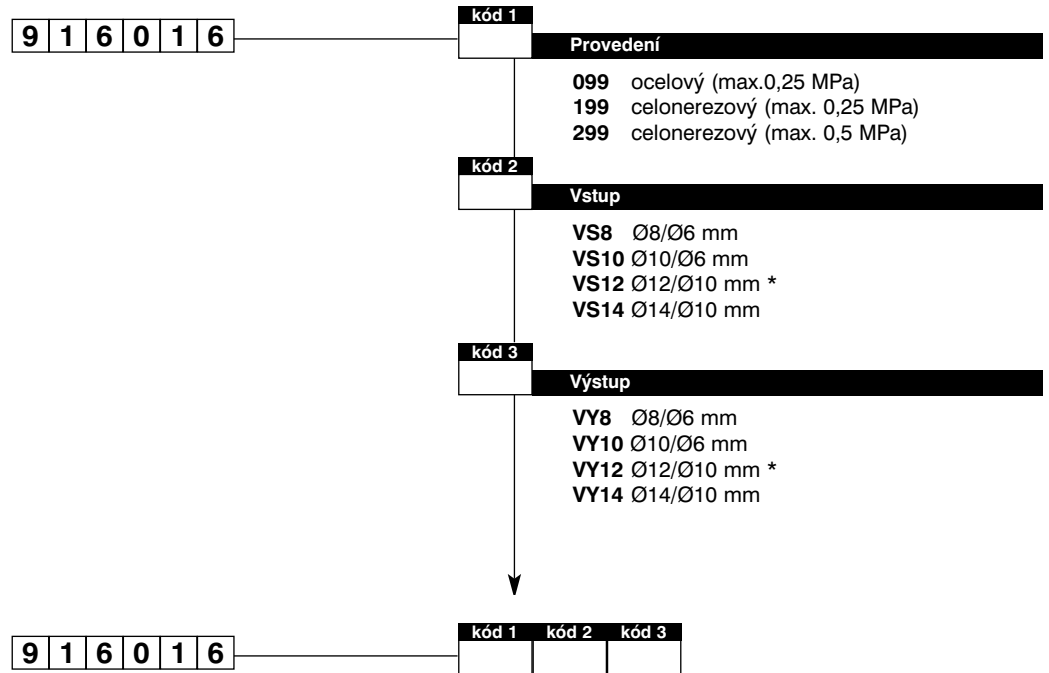 kód 1
9 1 6 0 1 6
Provedení
099 ocelový (max.0,25 MPa)
199 celonerezový (max. 0,25 MPa)
299 celonerezový (max. 0,5 MPa)
kód 2
Vstup
VS8 Ø8/Ø6 mm
VS10 Ø10/Ø6 mm
VS12 Ø12/Ø10 mm *
VS14 Ø14/Ø10 mm
kód 3
Výstup
VY8 Ø8/Ø6 mm
VY10 Ø10/Ø6 mm
VY12 Ø12/Ø10 mm *
VY14 Ø14/Ø10 mm
kód 1 kód 2 kód 3
9 1 6 0 1 6